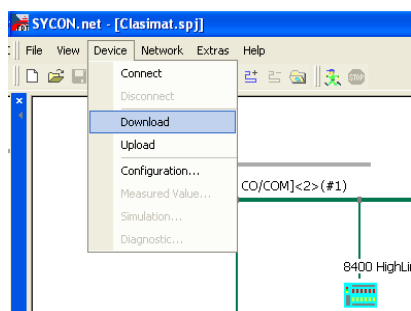 SYCON.net - [Clasimat.spj]
File View Device Network Extras Help
Connect
Disconnect
Download
Upload
Configuration...
Measured Value...
Simulation...
Diagnostic...
CO/COM]<2>(#1)
8400 HighLi
STOP